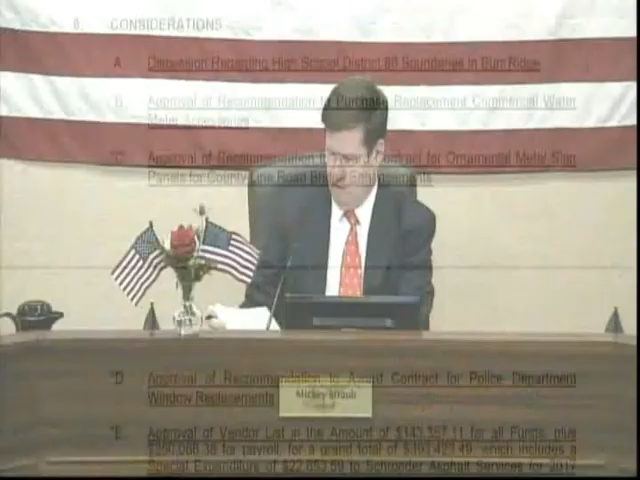 8 CONSIDERATIONS
A Discussion Regarding High School District 86 Boundaries in Burr Ridge
B Approval of Recommendation to Purchase Replacement Commercial Water
Meter Accessories
*C Approval of Recommendation to Award Contract for Ornamental Metal Sign
Panels for County Line Road Bridge Enhancements
*D Approval of Recommendation to Award Contract for Police Department
Window Replacements
Mickey Straub
*E Approval of Vendor List in the Amount of for all Funds, plus
for payroll, for a grand total of which includes a
Special Expenditure of to Schroeder Asphalt Services for 2017